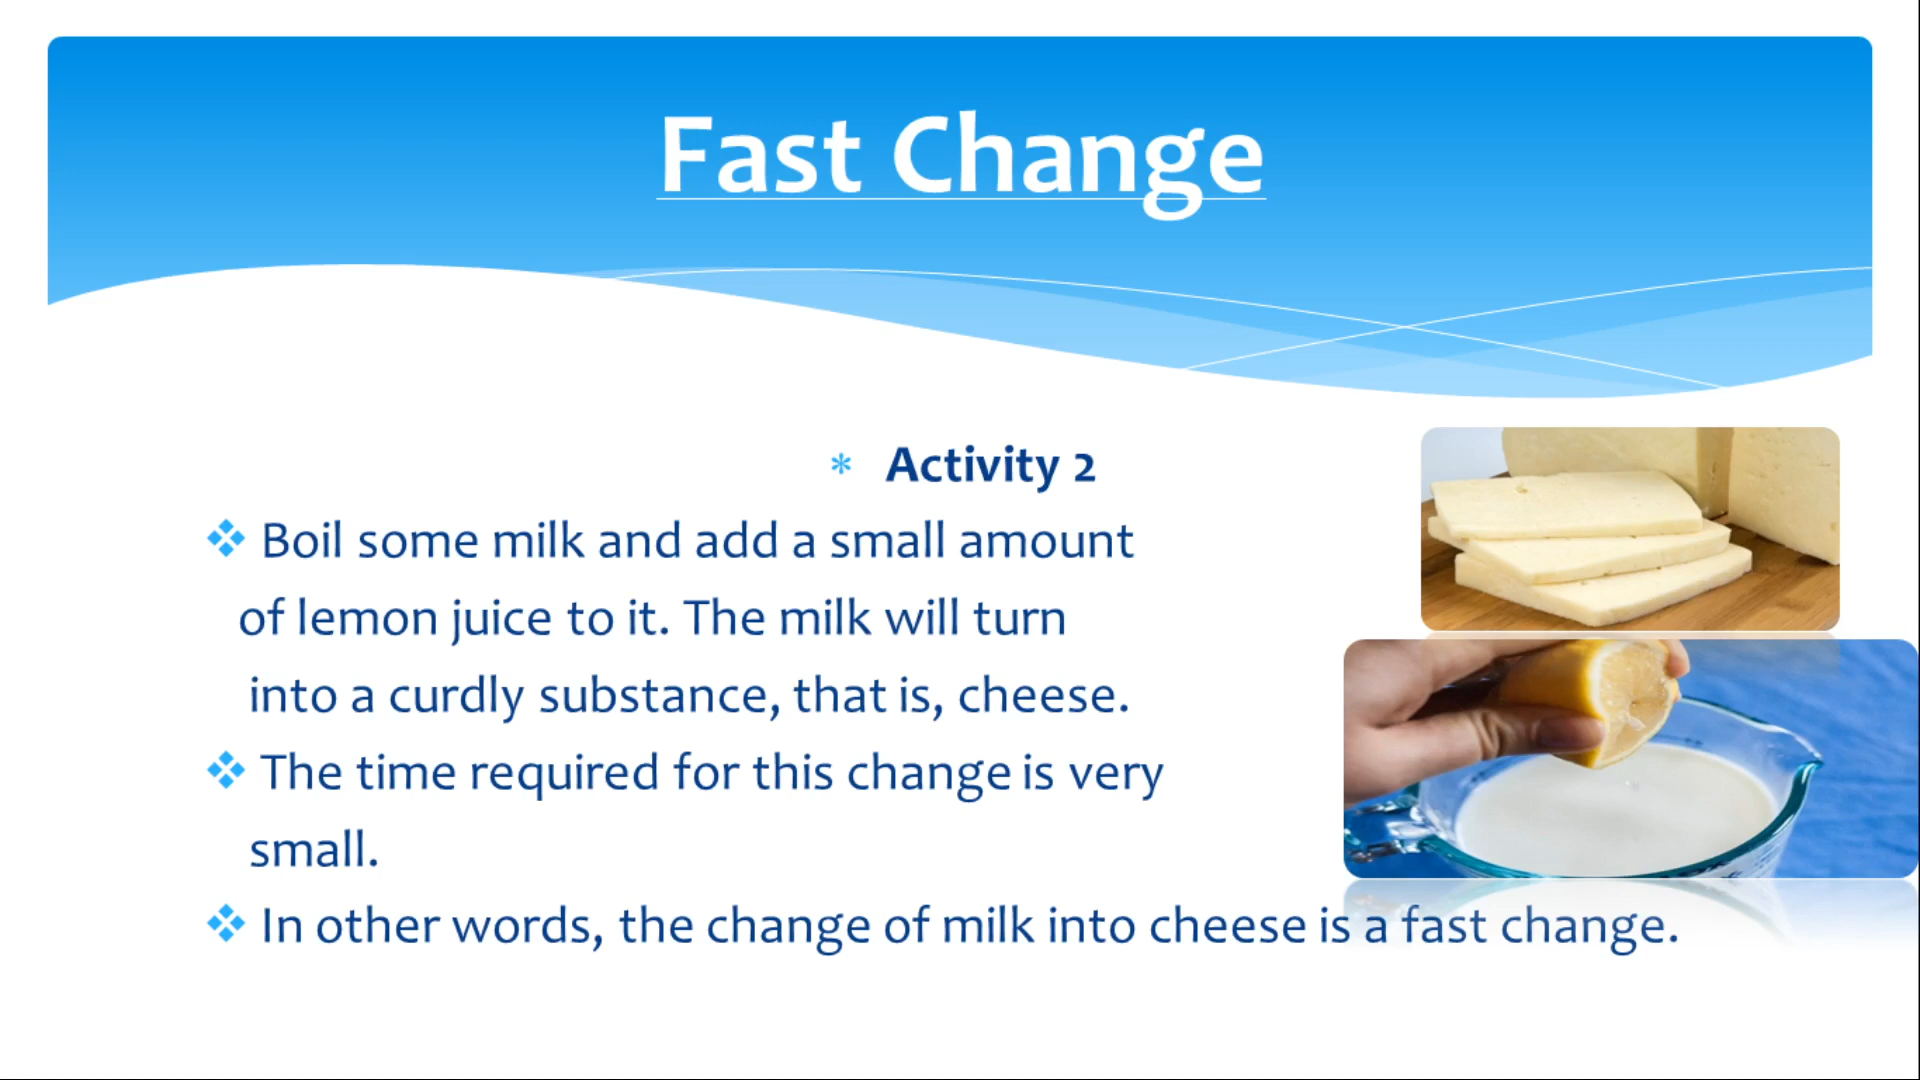 Fast Change
* Activity 2
❖ Boil some milk and add a small amount
of lemon juice to it. The milk will turn
into a curdly substance, that is, cheese.
❖ The time required for this change is very
small.
❖ In other words, the change of milk into cheese is a fast change.